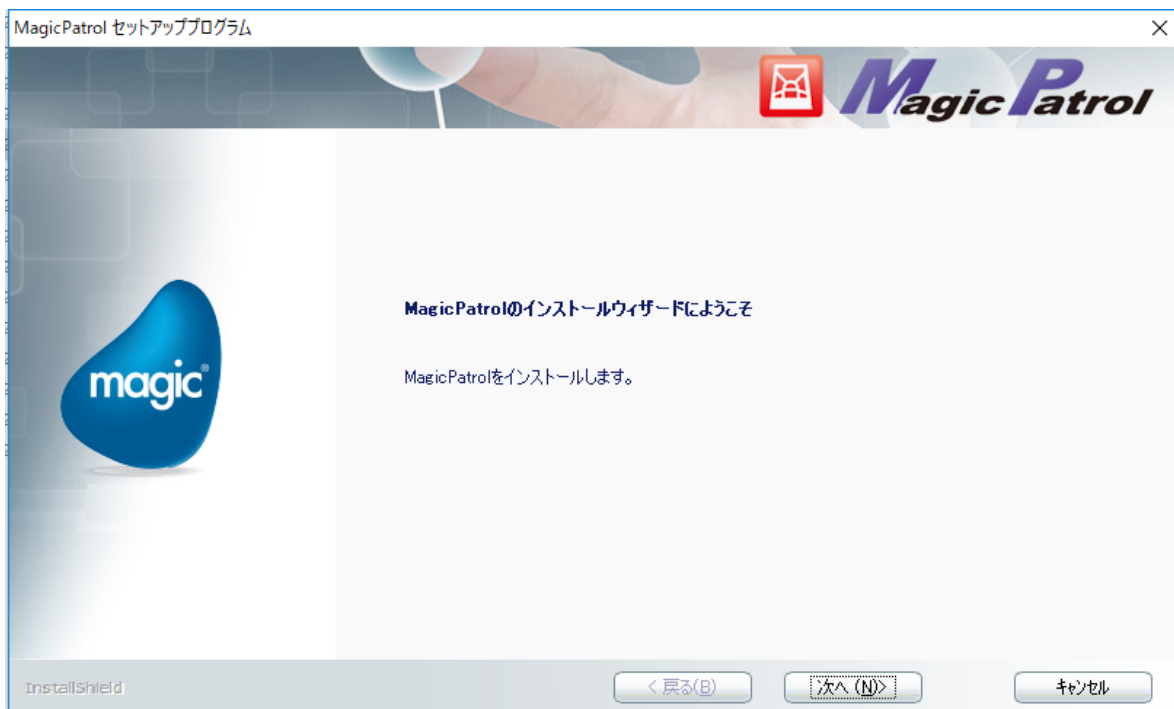 MagicPatrol セットアッププログラム
Magic Patrol
magic®
MagicPatrolのインストールウィザードにようこそ
MagicPatrolをインストールします。
InstallShield
< 戻る(B)
次へ (N)>
キャンセル